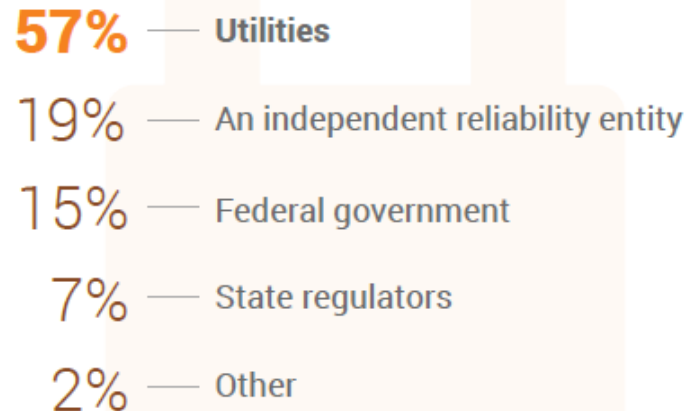 57% Utilities
19% An independent reliability entity
15% Federal government
7% State regulators
2% Other